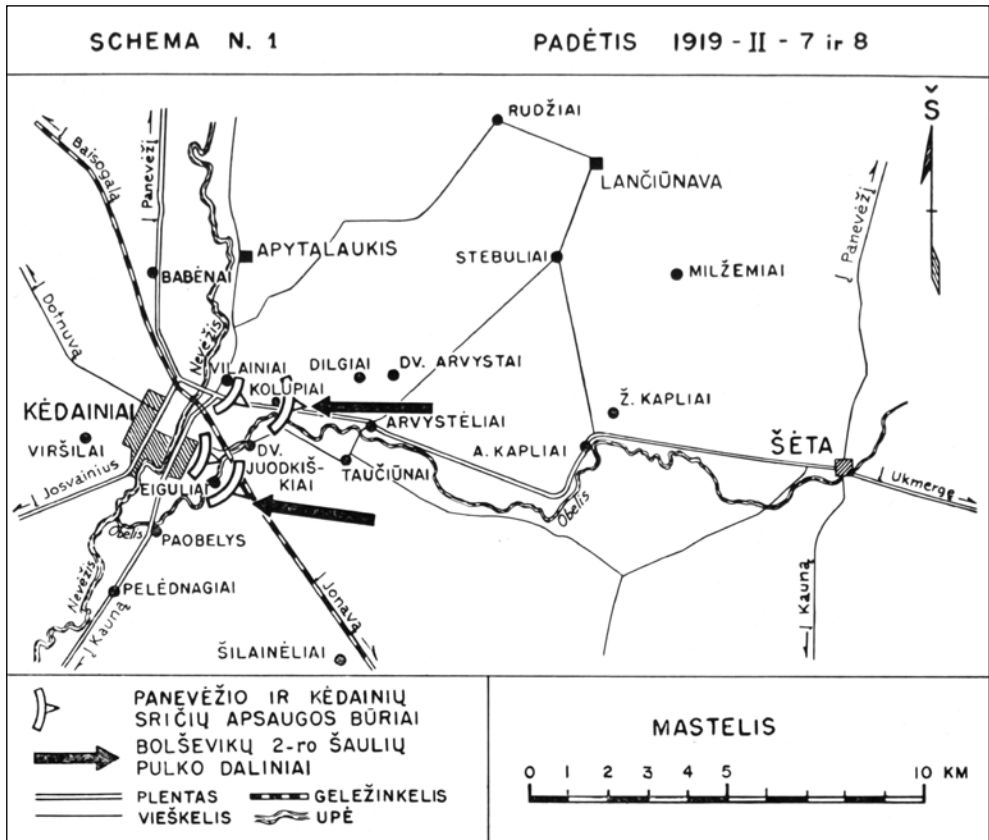 SCHEMA N. 1
PADĖTIS 1919 - II - 7 ir 8
Š
RUDŽIAI
LANČIŪNAVA
Į Baisogalą
Į Panevėžį
Į Panevėžį
APYTALAUKIS
STEBULIAI
MILŽEMIAI
BABĖNAI
Į Dotnuvą
Nevėžis
VILAINIAI
DILGIAI
DV. ARVYSTAI
KOLUPIAI
KĖDAINIAI
ARVYSTĖLIAI
Ž. KAPLIAI
VIRŠILAI
A. KAPLIAI
ŠĖTA
DV.
JUODKIŠ-
KIAI
TAUČIŪNAI
Į Josvainius
EIGULIAI
Į Ukmergę
Obelis
Obelis
PAOBELYS
Nevėžis
PELĖDNAGIAI
Į Kauną
Į Jonavą
Į Kauną
ŠILAINĖLIAI
PANEVĖŽIO IR KĖDAINIŲ
SRIČIŲ APSAUGOS BŪRIAI
BOLŠEVIKŲ 2-ro ŠAULIŲ
PULKO DALINIAI
PLENTAS
GELEŽINKELIS
VIEŠKELIS
UPĖ
MASTELIS
0 1 2 3 4 5 10 KM